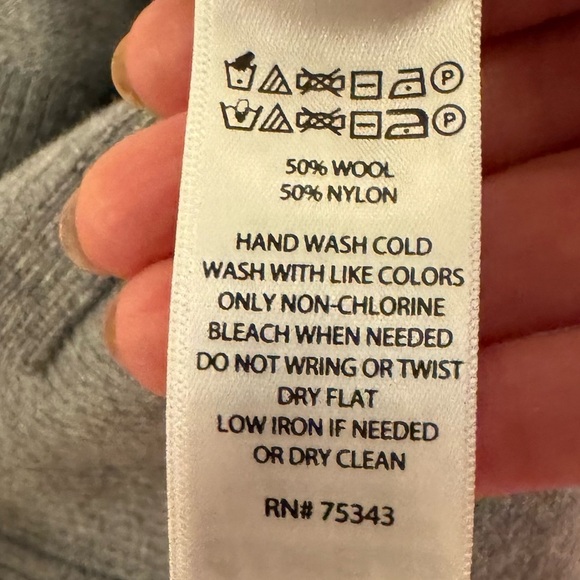 P
P
50% WOOL
50% NYLON
HAND WASH COLD
WASH WITH LIKE COLORS
ONLY NON-CHLORINE
BLEACH WHEN NEEDED
DO NOT WRING OR TWIST
DRY FLAT
LOW IRON IF NEEDED
OR DRY CLEAN
RN# 75343